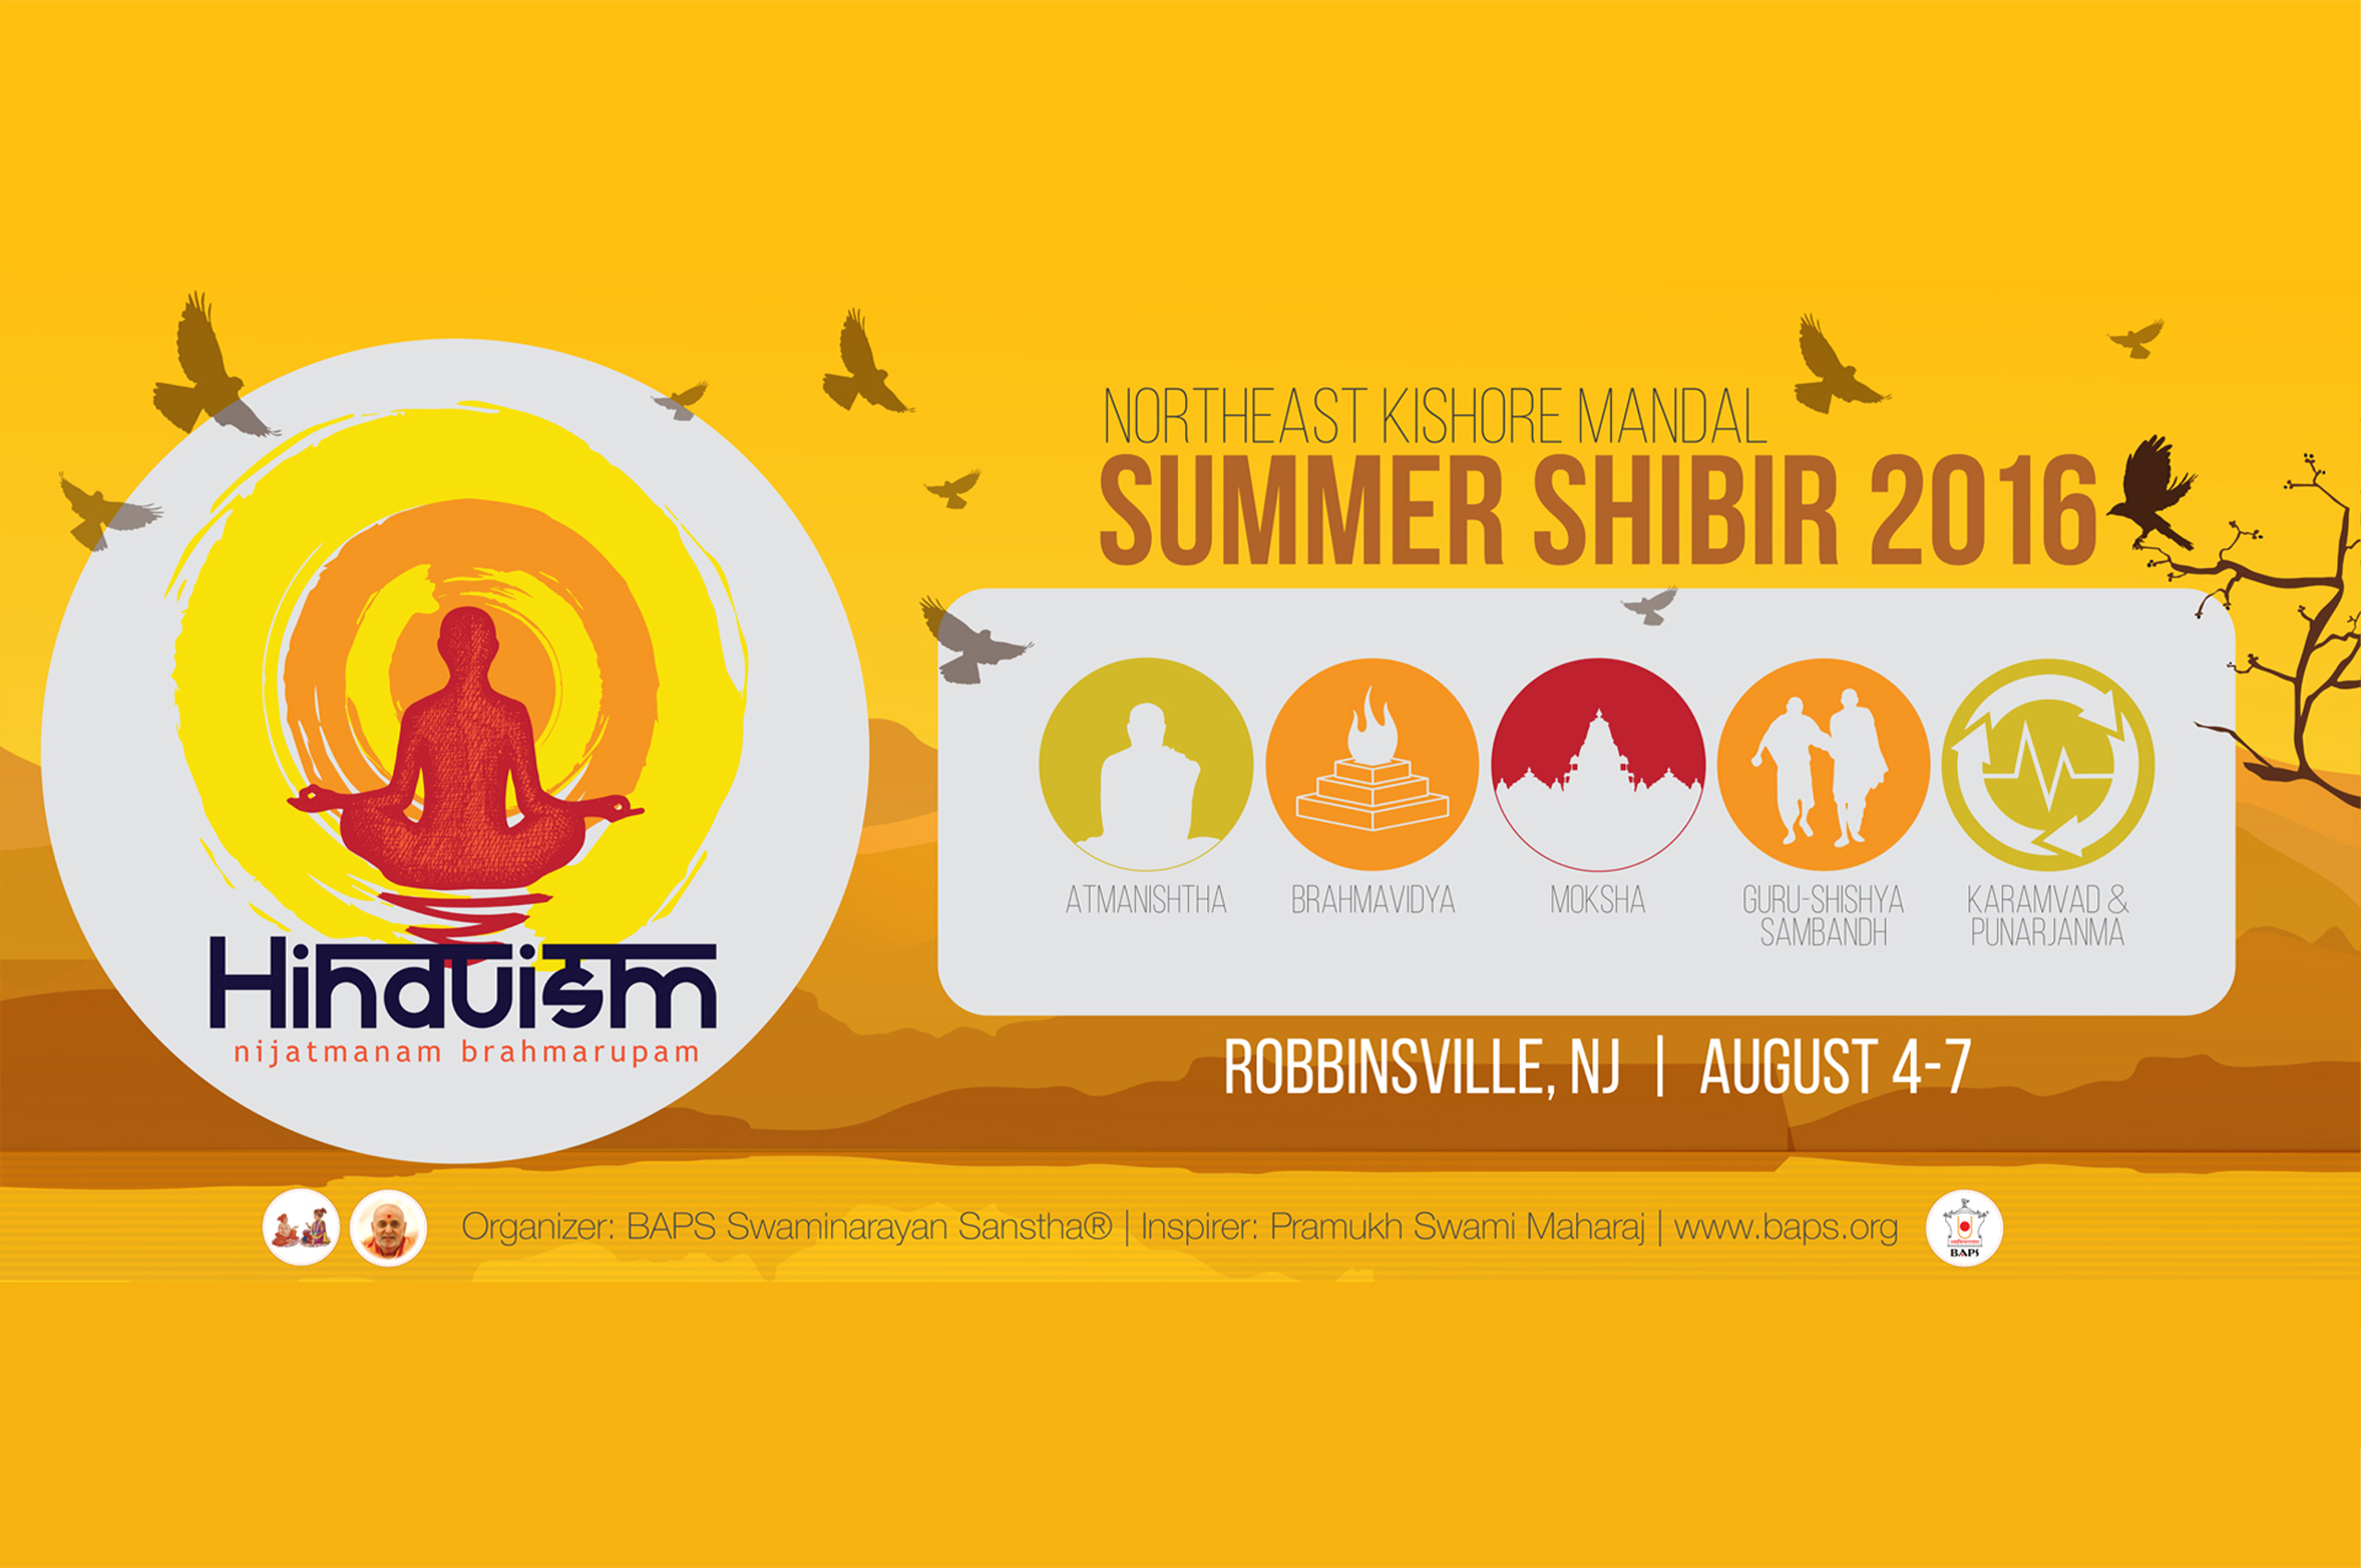 NORTHEAST KISHORE MANDAL
SUMMER SHIBIR 2016
Hinduism
nijatmanam brahmarupam
ATMANISHTHA
BRAHMAVIDYA
MOKSHA
GURU-SHISHYA
SAMBANDH
KARAMVAD &
PUNARJANMA
ROBBINSVILLE, NJ | AUGUST 4-7
Organizer: BAPS Swaminarayan Sanstha® | Inspirer: Pramukh Swami Maharaj | www.baps.org
BAPS